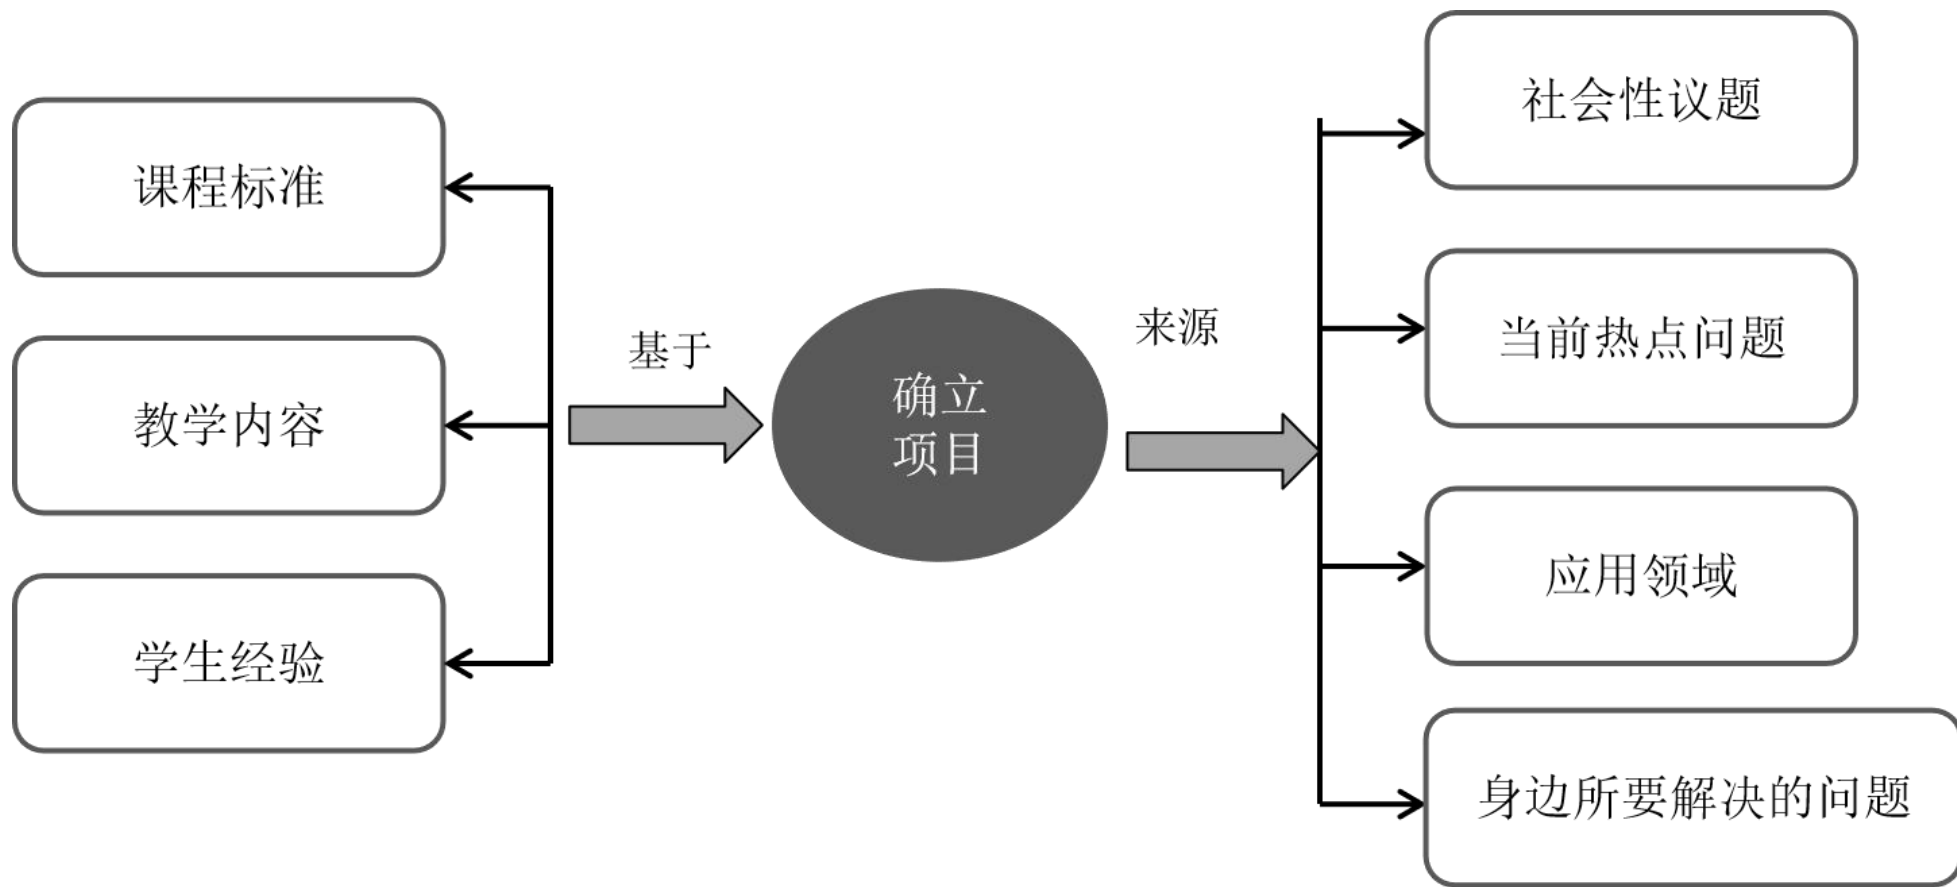 课程标准
教学内容
学生经验
基于
确立
项目
来源
社会性议题
当前热点问题
应用领域
身边所要解决的问题